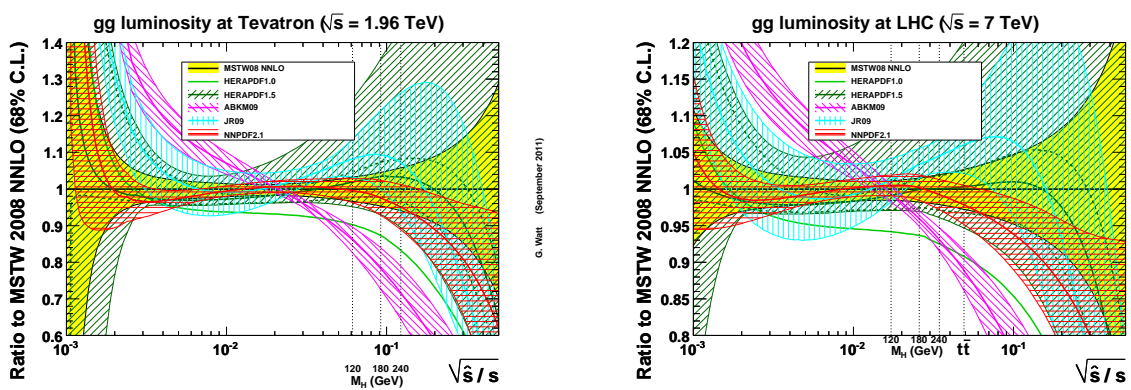 gg luminosity at Tevatron (√s = 1.96 TeV)
Ratio to MSTW 2008 NNLO (68% C.L.)
1.4
1.3
1.2
1.1
1
0.9
0.8
0.7
0.6
MSTW08 NNLO
HERAPDF1.0
HERAPDF1.5
ABKM09
JR09
NNPDF2.1
10⁻³ 10⁻² 10⁻¹
120 180 240
M_H (GeV)
√ŝ / s
G. Watt (September 2011)
gg luminosity at LHC (√s = 7 TeV)
Ratio to MSTW 2008 NNLO (68% C.L.)
1.2
1.15
1.1
1.05
1
0.95
0.9
0.85
0.8
MSTW08 NNLO
HERAPDF1.0
HERAPDF1.5
ABKM09
JR09
NNPDF2.1
10⁻³ 10⁻² 10⁻¹
120 180 240
M_H (GeV) tt̄
√ŝ / s